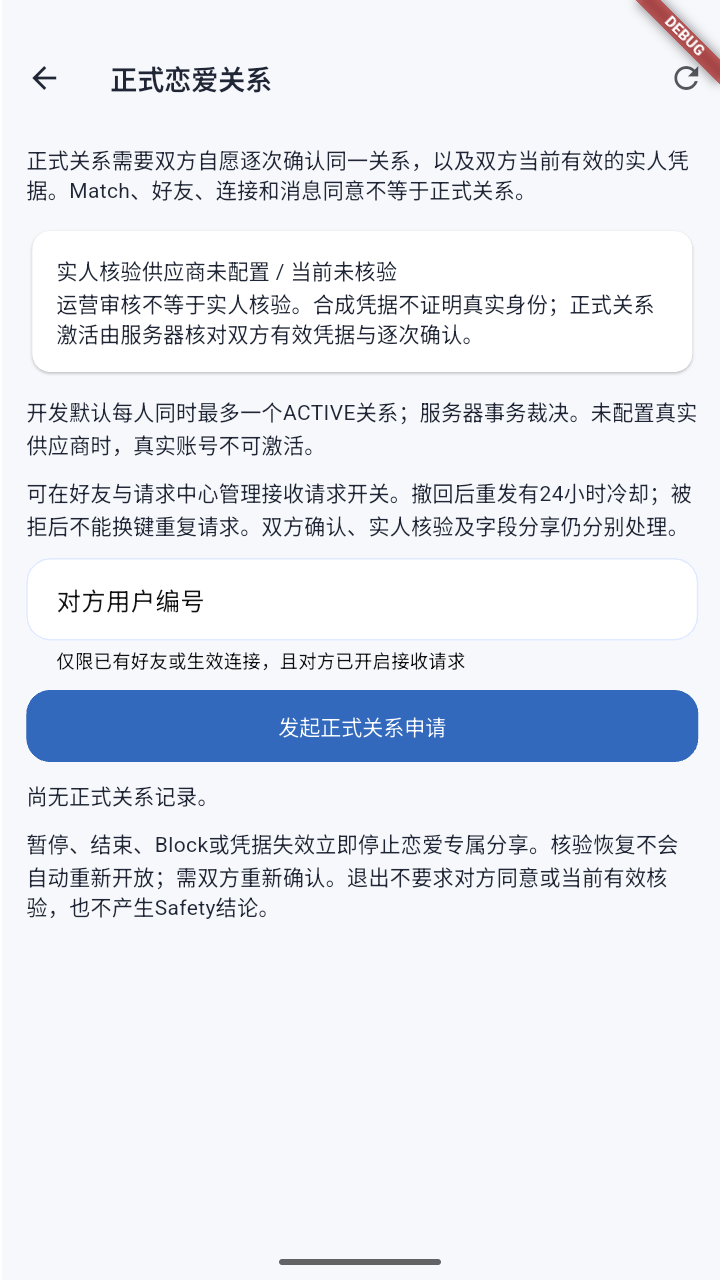 DEBUG
正式恋爱关系
正式关系需要双方自愿逐次确认同一关系，以及双方当前有效的实人凭
据。Match、好友、连接和消息同意不等于正式关系。
实人核验供应商未配置 / 当前未核验
运营审核不等于实人核验。合成凭据不证明真实身份；正式关系
激活由服务器核对双方有效凭据与逐次确认。
开发默认每人同时最多一个ACTIVE关系；服务器事务裁决。未配置真实
供应商时，真实账号不可激活。
可在好友与请求中心管理接收请求开关。撤回后重发有24小时冷却；被
拒后不能换键重复请求。双方确认、实人核验及字段分享仍分别处理。
对方用户编号
仅限已有好友或生效连接，且对方已开启接收请求
发起正式关系申请
尚无正式关系记录。
暂停、结束、Block或凭据失效立即停止恋爱专属分享。核验恢复不会
自动重新开放；需双方重新确认。退出不要求对方同意或当前有效核
验，也不产生Safety结论。